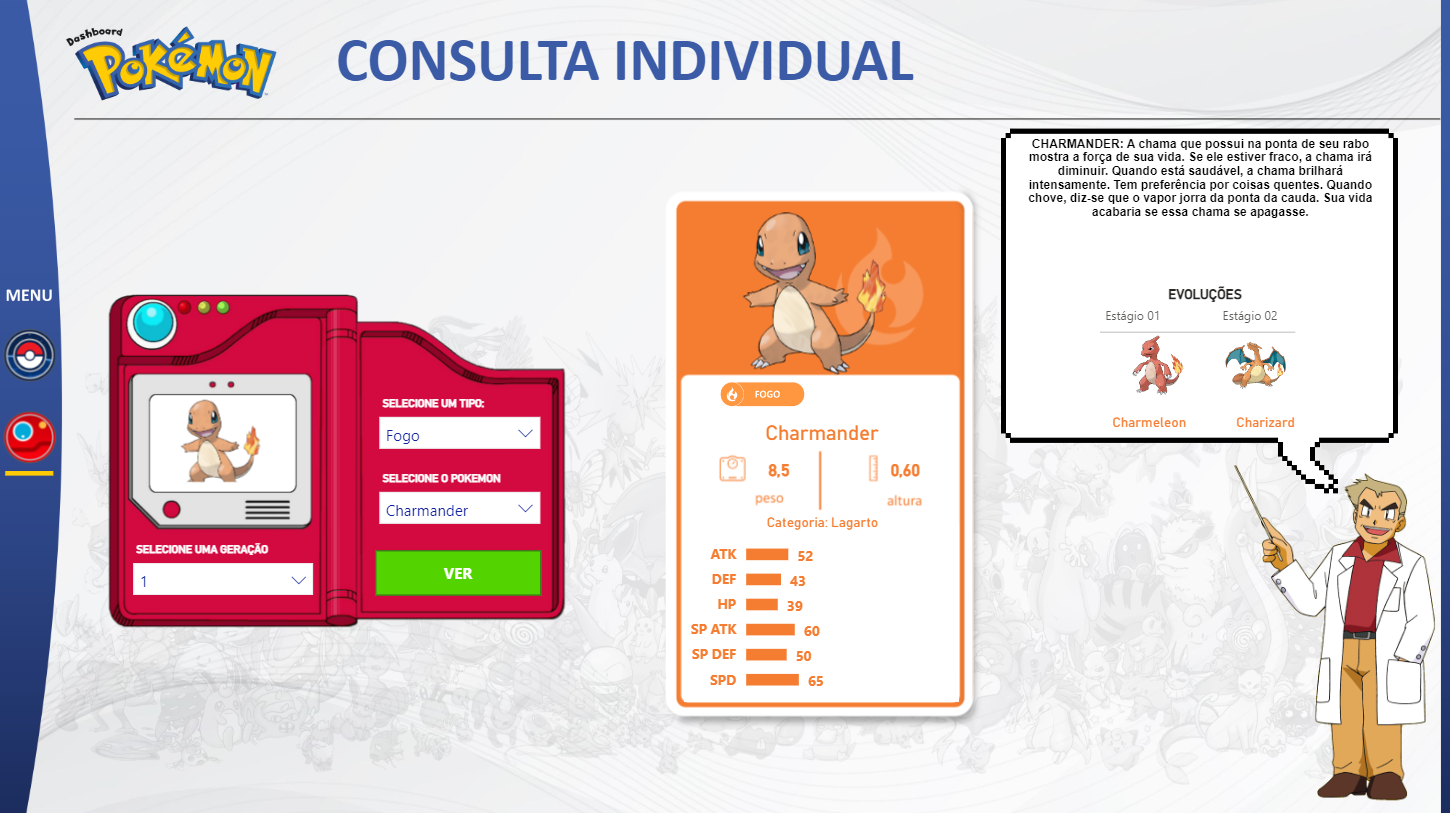 Dashboard
POKéMON
CONSULTA INDIVIDUAL
MENU
SELECIONE UM TIPO:
Fogo
SELECIONE O POKEMON
Charmander
SELECIONE UMA GERAÇÃO
1
VER
FOGO
Charmander
8,5
0,60
peso
altura
Categoria: Lagarto
ATK 52
DEF 43
HP 39
SP ATK 60
SP DEF 50
SPD 65
CHARMANDER: A chama que possui na ponta de seu rabo
mostra a força de sua vida. Se ele estiver fraco, a chama irá
diminuir. Quando está saudável, a chama brilhará
intensamente. Tem preferência por coisas quentes. Quando
chove, diz-se que o vapor jorra da ponta da cauda. Sua vida
acabaria se essa chama se apagasse.
EVOLUÇÕES
Estágio 01 Estágio 02
Charmeleon Charizard